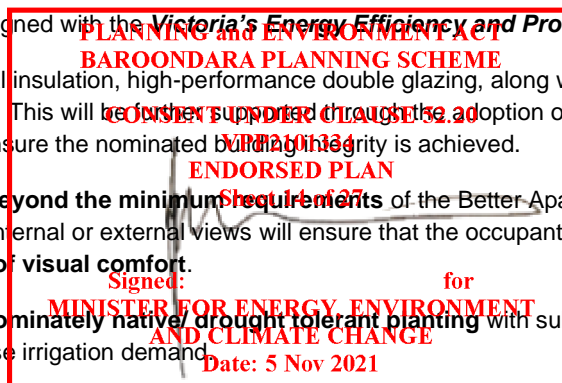 gned with the Victoria's Energy Efficiency and Pro
PLANNING and ENVIRONMENT ACT
BAROONDARA PLANNING SCHEME
l insulation, high-performance double glazing, along w
This will be further supported through the adoption o
CONSENT UNDER CLAUSE 52.20
sure the nominated building integrity is achieved.
VPP2101334
ENDORSED PLAN
eyond the minimum requirements of the Better Apa
Sheet 14 of 27
nternal or external views will ensure that the occupant
of visual comfort.
Signed: for
MINISTER FOR ENERGY, ENVIRONMENT
ominately native/ drought tolerant planting with su
AND CLIMATE CHANGE
se irrigation demand.
Date: 5 Nov 2021